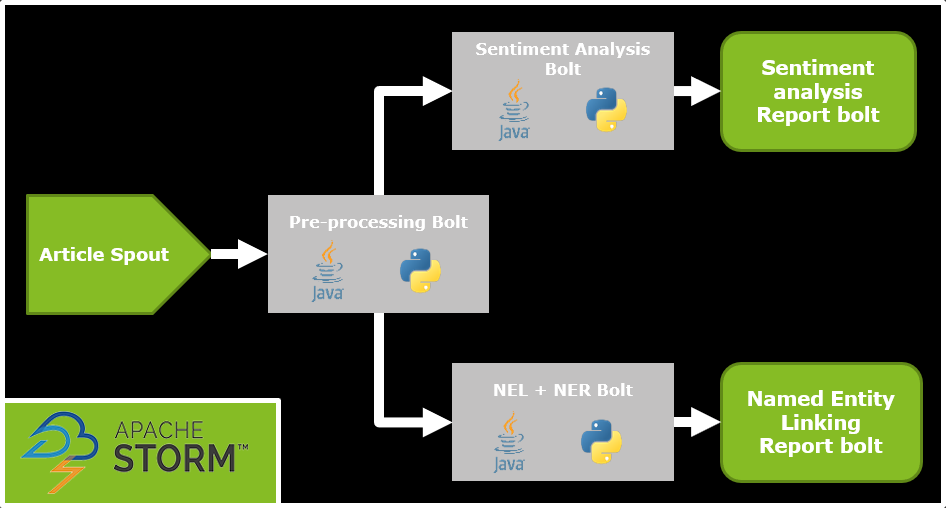 Sentiment Analysis
Bolt
Java
Sentiment
analysis
Report bolt
Article Spout
Pre-processing Bolt
Java
NEL + NER Bolt
Java
Named Entity
Linking
Report bolt
APACHE
STORM™